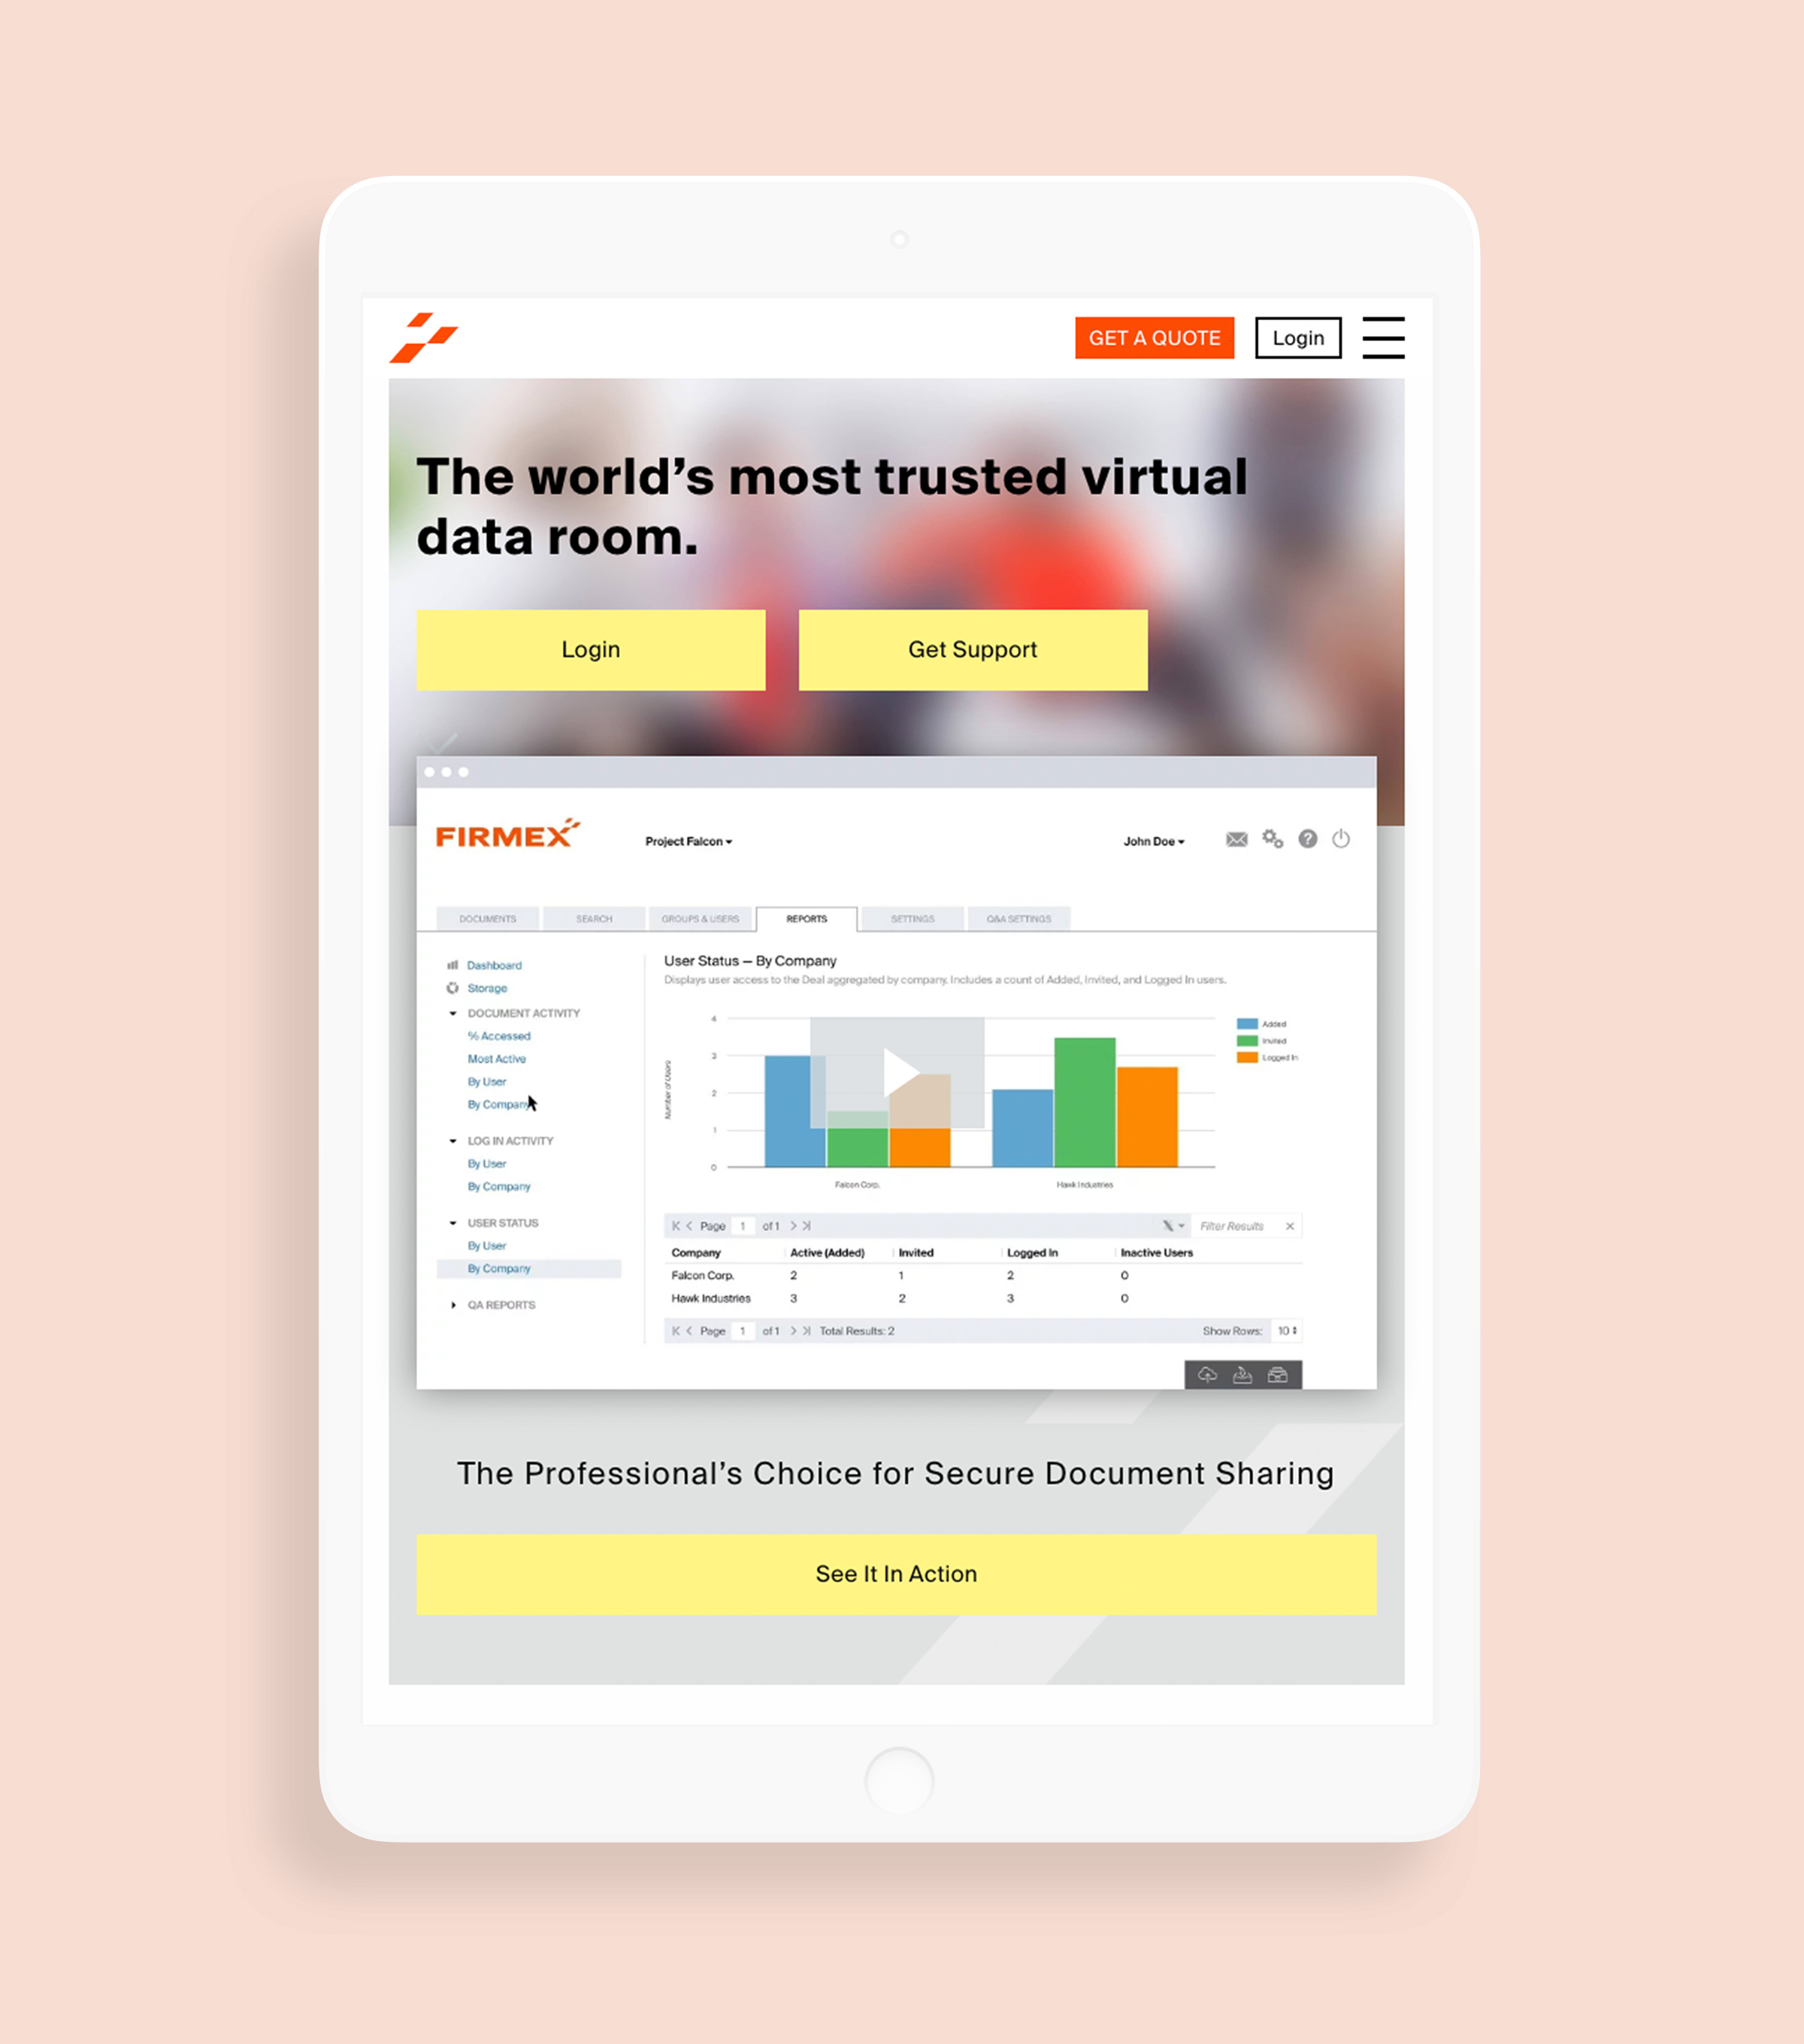 GET A QUOTE
Login
The world's most trusted virtual
data room.
Login
Get Support
FIRMEX
Project Falcon
John Doe
?
DOCUMENTS
SEARCH
GROUPS & USERS
REPORTS
SETTINGS
Q&A SETTINGS
Dashboard
Storage
DOCUMENT ACTIVITY
% Accessed
Most Active
By User
By Company
LOG IN ACTIVITY
By User
By Company
USER STATUS
By User
By Company
QA REPORTS
User Status – By Company
Displays user access to the Deal aggregated by company. Includes a count of Added, Invited, and Logged In users.
Number of Users
4
3
2
1
0
Falcon Corp.
Hawk Industries
Added
Invited
Logged In
Page 1 of 1
Filter Results
Company Active (Added) Invited Logged In Inactive Users
Falcon Corp. 2 1 2 0
Hawk Industries 3 2 3 0
Page 1 of 1 Total Results: 2 Show Rows: 10
The Professional's Choice for Secure Document Sharing
See It In Action